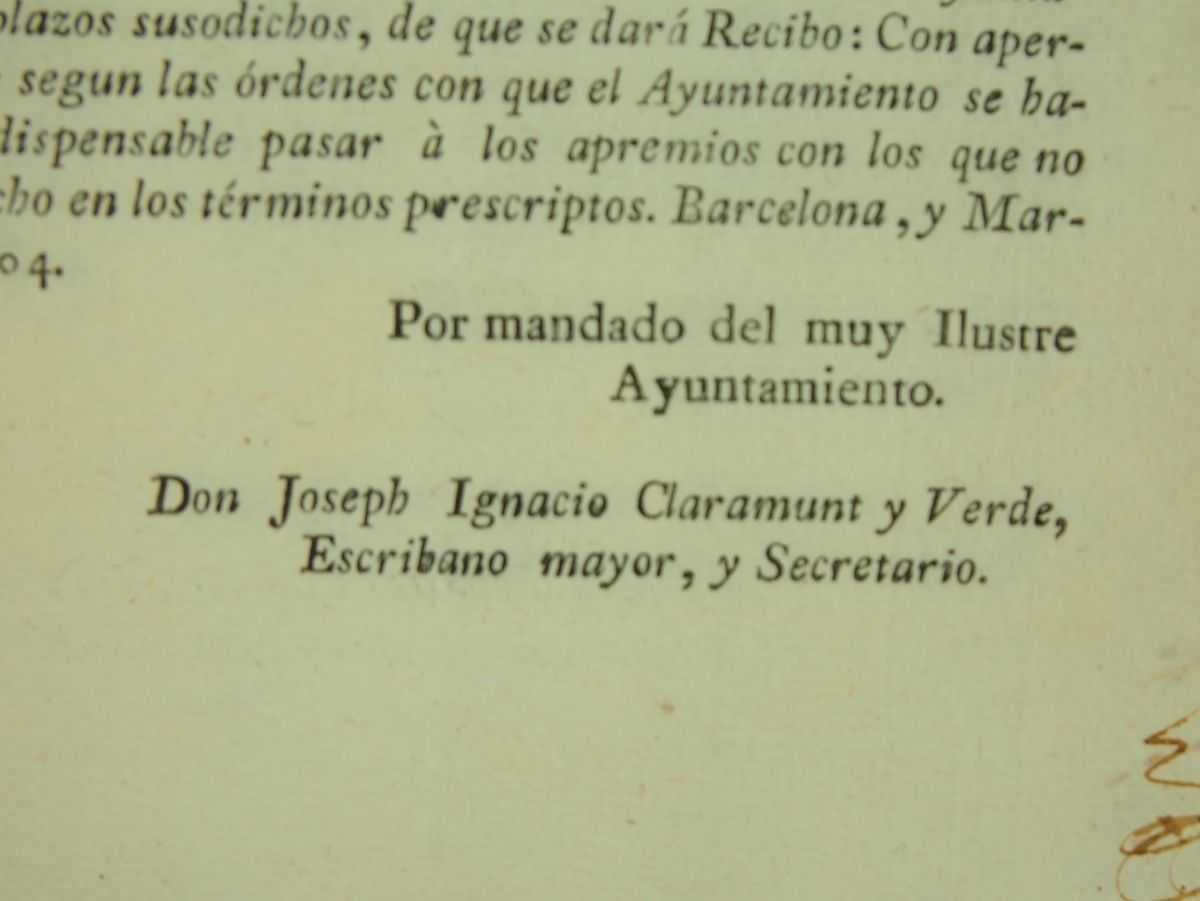 plazos susodichos, de que se dará Recibo: Con aper-
segun las órdenes con que el Ayuntamiento se ha-
dispensable pasar à los apremios con los que no
cho en los términos prescriptos. Barcelona, y Mar-
04.
Por mandado del muy Ilustre
Ayuntamiento.
Don Joseph Ignacio Claramunt y Verde,
Escribano mayor, y Secretario.